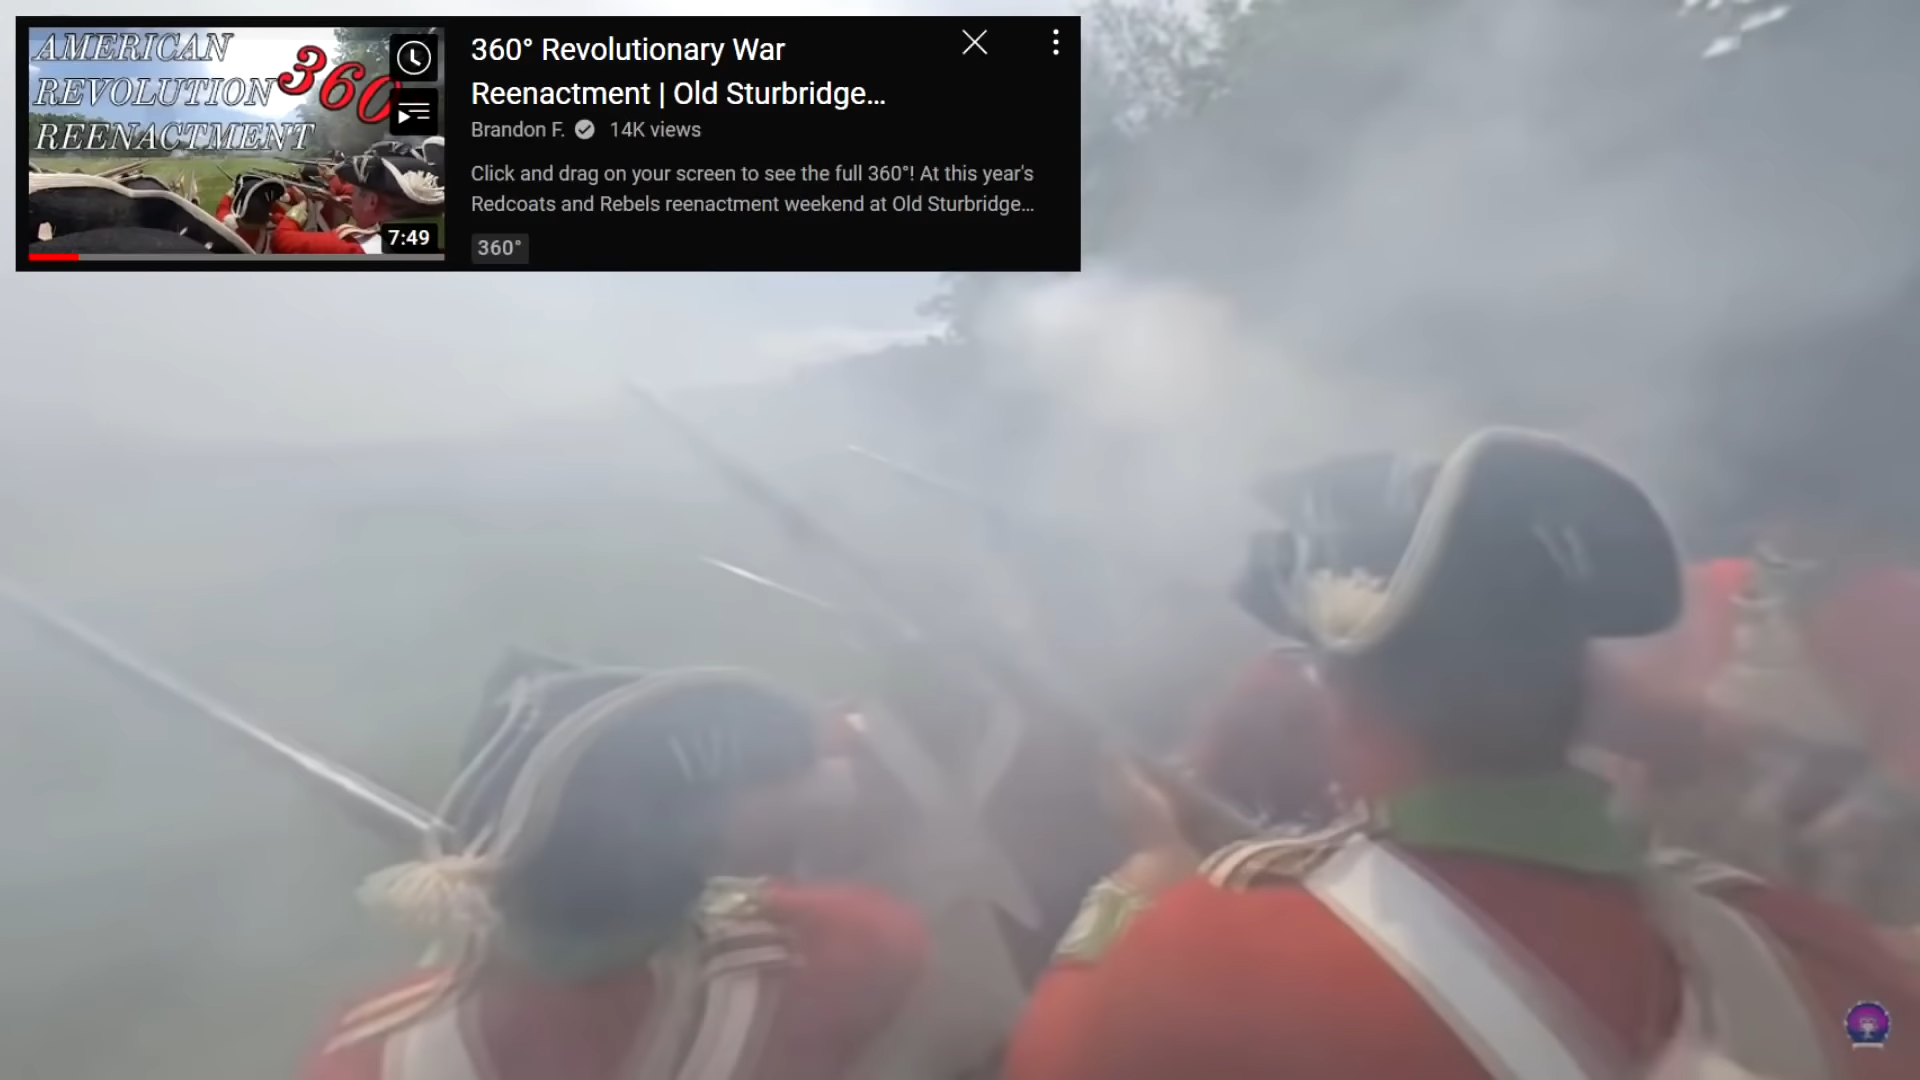 AMERICAN
REVOLUTION 360
REENACTMENT
7:49
360° Revolutionary War
Reenactment | Old Sturbridge...
Brandon F. 14K views
Click and drag on your screen to see the full 360°! At this year's
Redcoats and Rebels reenactment weekend at Old Sturbridge...
360°